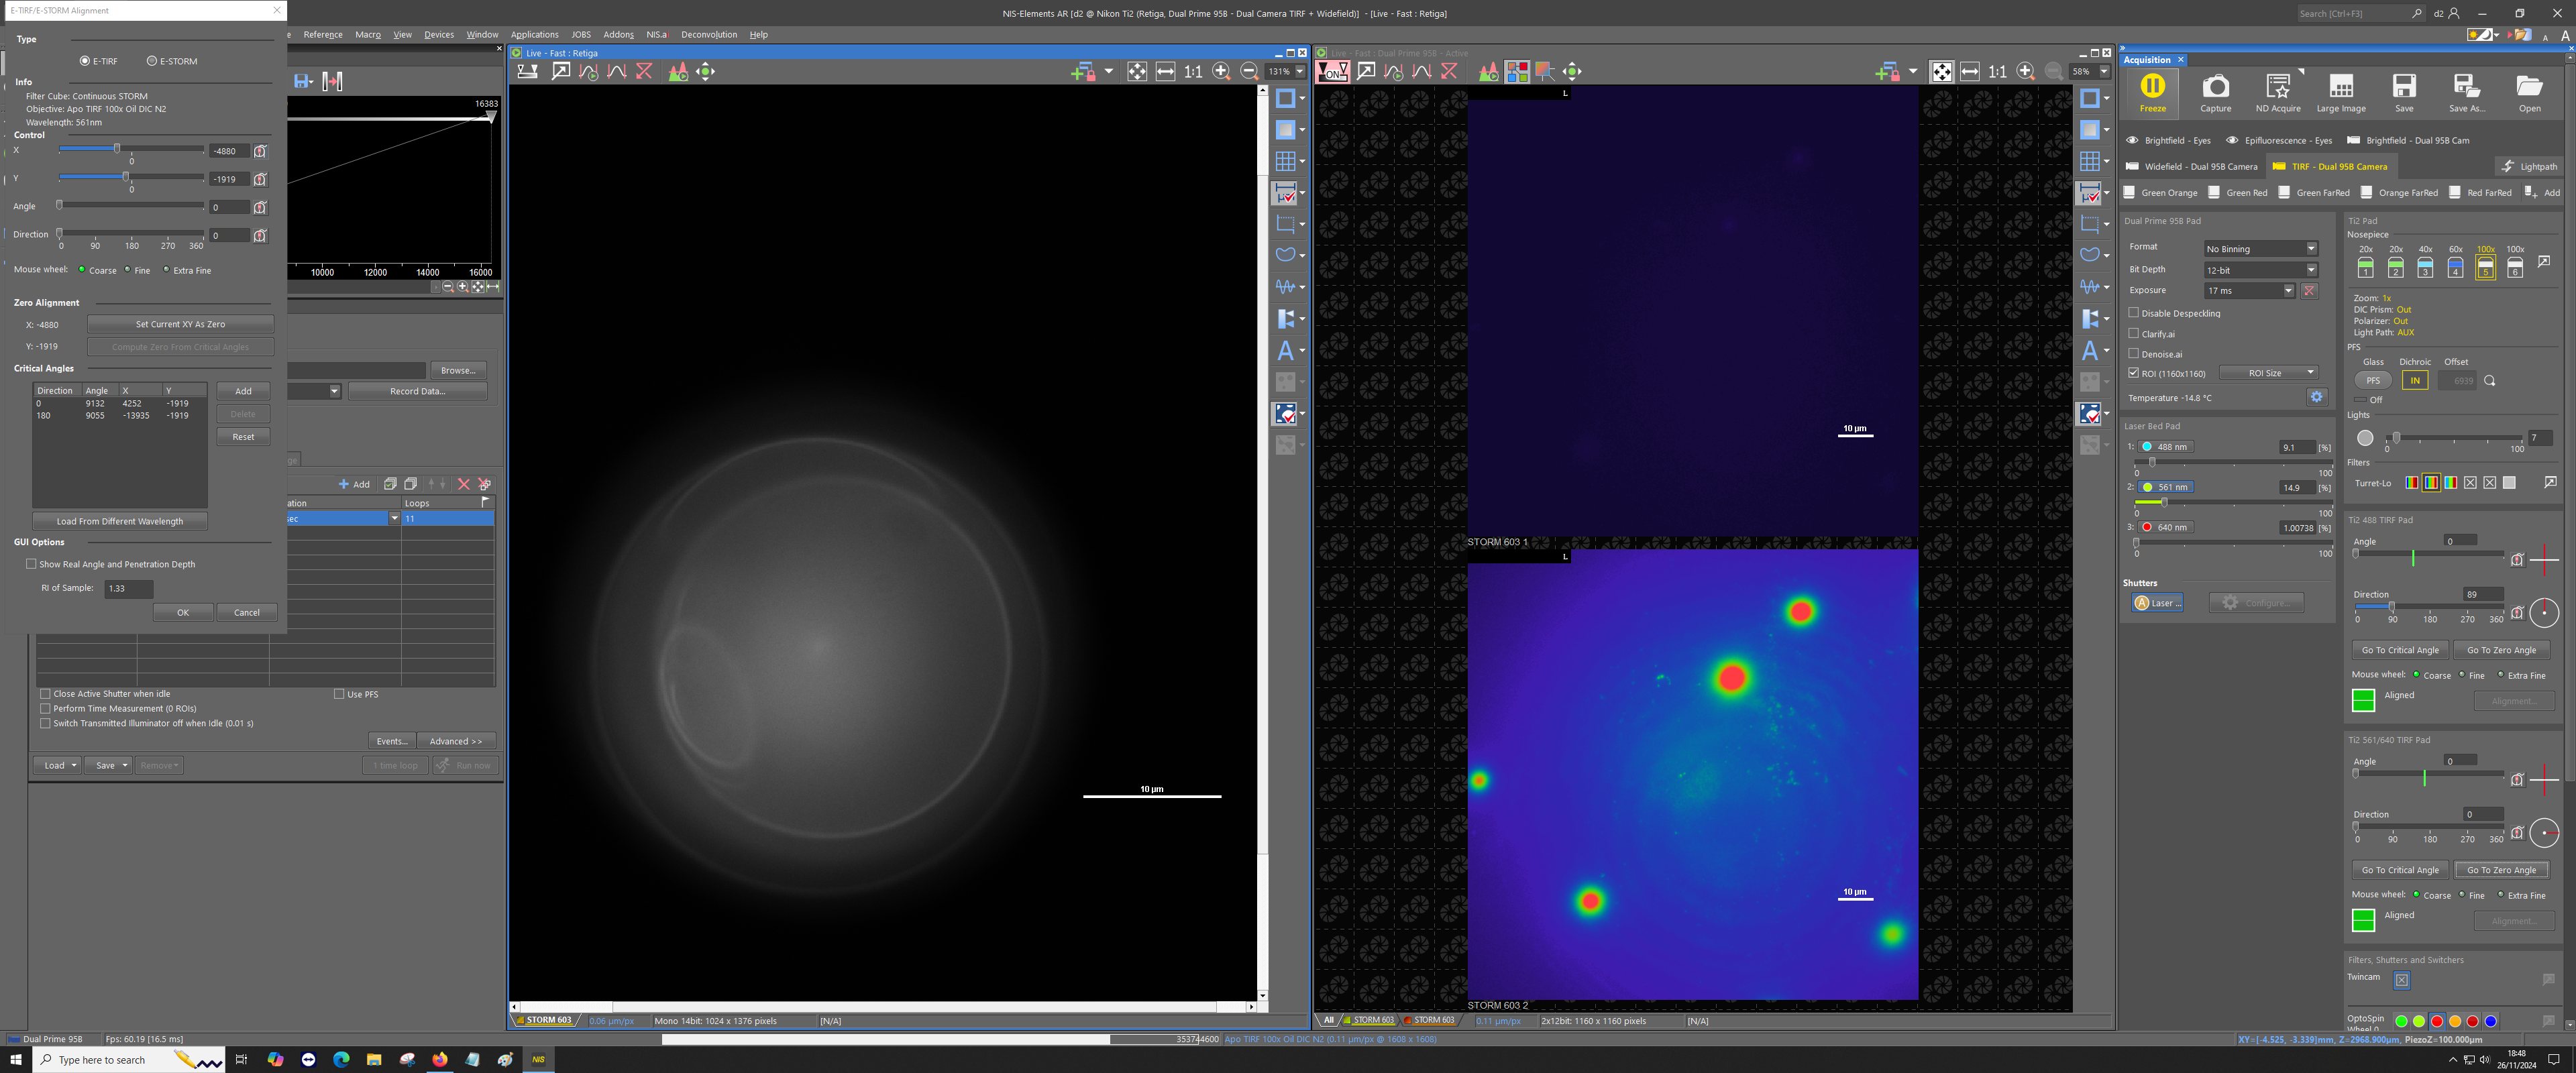 E-TIRF/E-STORM Alignment
NIS-Elements AR [d2 @ Nikon Ti2 (Retiga, Dual Prime 95B - Dual Camera TIRF + Widefield)] - [Live - Fast : Retiga]
Search [Ctrl+F3]
d2
Reference Macro View Devices Window Applications JOBS Addons NIS.ai Deconvolution Help
Type
E-TIRF
E-STORM
Info
Filter Cube: Continuous STORM
Objective: Apo TIRF 100x Oil DIC N2
Wavelength: 561nm
Control
X
0
-4880
Y
0
-1919
Angle
0
Direction
0
0 90 180 270 360
Mouse wheel: Coarse Fine Extra Fine
Zero Alignment
X: -4880
Set Current XY As Zero
Y: -1919
Compute Zero From Critical Angles
Critical Angles
Direction Angle X Y
0 9132 4252 -1919
180 9055 -13935 -1919
Add
Delete
Reset
Load From Different Wavelength
GUI Options
Show Real Angle and Penetration Depth
RI of Sample: 1.33
OK
Cancel
16383
10000 12000 14000 16000
Browse...
Record Data...
Add
Loops
11
Close Active Shutter when idle
Use PFS
Perform Time Measurement (0 ROIs)
Switch Transmitted Illuminator off when Idle (0.01 s)
Events...
Advanced >>
Load
Save
Remove
1 time loop
Run now
Live - Fast : Retiga
1:1
131%
10 µm
STORM 603
0.06 µm/px
Mono 14bit: 1024 x 1376 pixels
[N/A]
Live - Fast : Dual Prime 95B - Active
ON
1:1
58%
L
10 µm
STORM 603 1
L
10 µm
STORM 603 2
All
STORM 603
STORM 603
0.11 µm/px
2x12bit: 1160 x 1160 pixels
[N/A]
Acquisition
Freeze
Capture
ND Acquire
Large Image
Save
Save As...
Open
Brightfield - Eyes
Epifluorescence - Eyes
Brightfield - Dual 95B Cam
Widefield - Dual 95B Camera
TIRF - Dual 95B Camera
Lightpath
Green Orange
Green Red
Green FarRed
Orange FarRed
Red FarRed
Add
Dual Prime 95B Pad
Format
No Binning
Bit Depth
12-bit
Exposure
17 ms
Disable Despeckling
Clarify.ai
Denoise.ai
ROI (1160x1160)
ROI Size
Temperature -14.8 °C
Laser Bed Pad
1: 488 nm 9.1 [%]
0 100
2: 561 nm 14.9 [%]
0 100
3: 640 nm 1.00738 [%]
0 100
Shutters
Laser ...
Configure...
Ti2 Pad
Nosepiece
20x 20x 40x 60x 100x 100x
1 2 3 4 5 6
Zoom: 1x
DIC Prism: Out
Polarizer: Out
Light Path: AUX
PFS
Glass Dichroic Offset
PFS
IN
6939
Off
Lights
7
0 100
Filters
Turret-Lo
Ti2 488 TIRF Pad
Angle
0
Direction
89
0 90 180 270 360
Go To Critical Angle
Go To Zero Angle
Mouse wheel: Coarse Fine Extra Fine
Aligned
Alignment...
Ti2 561/640 TIRF Pad
Angle
0
Direction
0
0 90 180 270 360
Go To Critical Angle
Go To Zero Angle
Mouse wheel: Coarse Fine Extra Fine
Aligned
Alignment...
Filters, Shutters and Switchers
Twincam
OptoSpin
Dual Prime 95B
Fps: 60.19 [16.5 ms]
353744600
Apo TIRF 100x Oil DIC N2 (0.11 µm/px @ 1608 x 1608)
XY=[-4.525, -3.339]mm, Z=2968.900µm, PiezoZ=100.000µm
Type here to search
NIS
18:48
26/11/2024